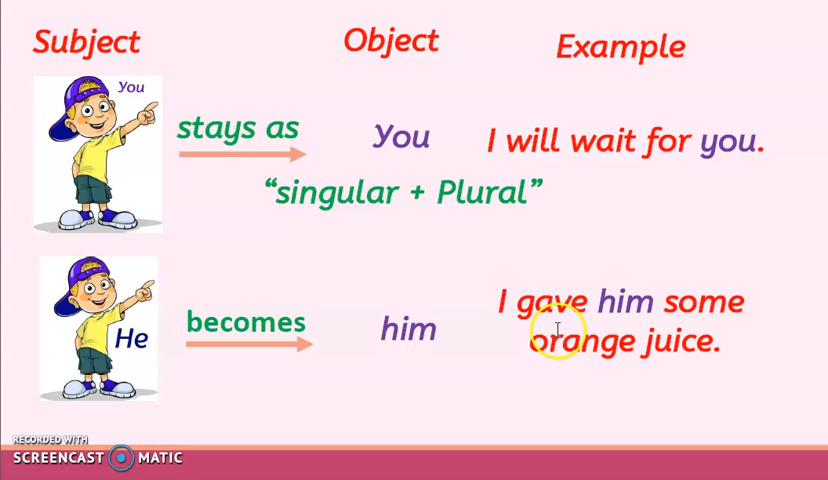 Subject Object Example
You
stays as You I will wait for you.
“singular + Plural”
He becomes him I gave him some
orange juice.
RECORDED WITH
SCREENCAST MATIC